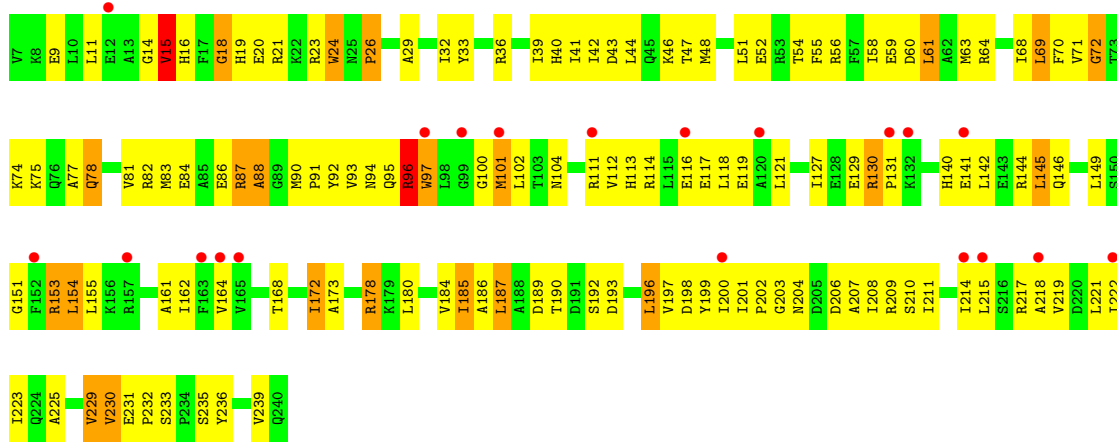 V7 K8 E9 L10 L11 E12 A13 G14 V15 H16 F17 G18 H19 E20 R21 K22 R23 W24 N25 P26 A29 I32 Y33 R36 I39 H40 I41 I42 D43 L44 Q45 K46 T47 M48 L51 E52 R53 T54 F55 R56 F57 I58 E59 D60 L61 A62 M63 R64 I68 L69 F70 V71 G72 T73
K74 K75 Q76 A77 Q78 V81 R82 M83 E84 A85 E86 R87 A88 G89 M90 P91 Y92 V93 N94 Q95 R96 W97 L98 G99 G100 M101 L102 T103 N104 R111 V112 H113 R114 L115 E116 E117 L118 E119 A120 L121 I127 E128 E129 R130 P131 K132 H140 E141 L142 E143 R144 L145 Q146 L149 S150
G151 F152 R153 L154 L155 K156 R157 A161 I162 F163 V164 V165 T168 I172 A173 R178 K179 L180 V184 I185 A186 L187 A188 D189 T190 D191 S192 D193 L196 V197 D198 Y199 I200 I201 P202 G203 N204 D205 D206 A207 I208 R209 S210 I211 I214 L215 S216 R217 A218 V219 D220 L221 I222
I223 Q224 A225 V229 V230 E231 P232 S233 P234 S235 Y236 V239 Q240